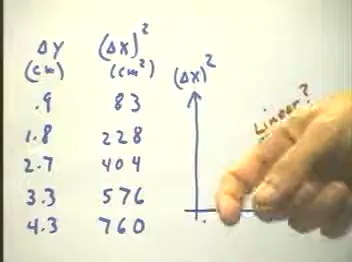 ΔY (ΔX)²
(cm) (cm²)
.9 83
1.8 228
2.7 404
3.3 576
4.3 760
(ΔX)²
Linear?